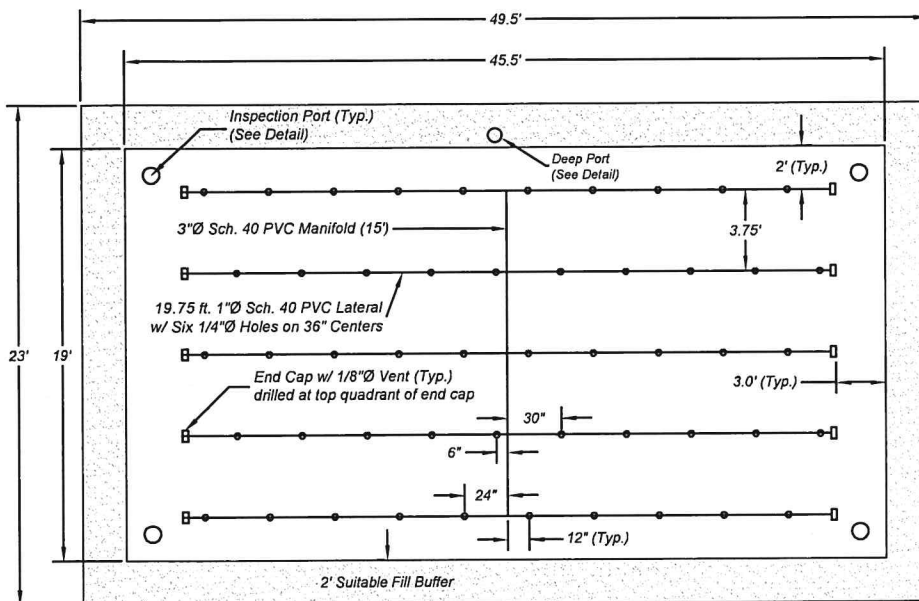 49.5'
45.5'
Inspection Port (Typ.)
(See Detail)
Deep Port
(See Detail)
2' (Typ.)
3"Ø Sch. 40 PVC Manifold (15')
3.75'
19.75 ft. 1"Ø Sch. 40 PVC Lateral
w/ Six 1/4"Ø Holes on 36" Centers
23'
19'
End Cap w/ 1/8"Ø Vent (Typ.)
drilled at top quadrant of end cap
3.0' (Typ.)
30"
6"
24"
12" (Typ.)
2' Suitable Fill Buffer